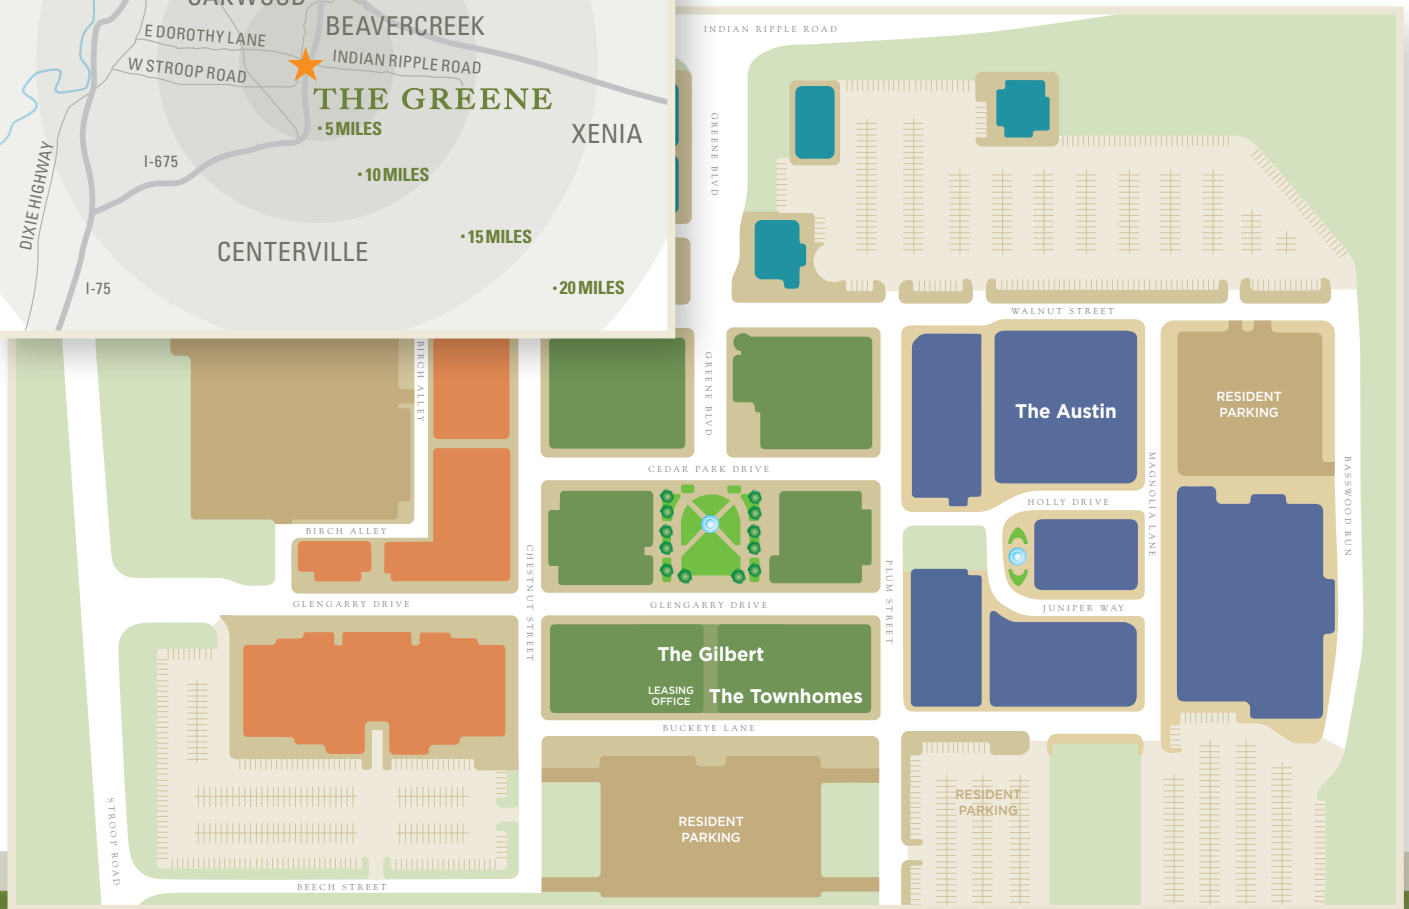 OAKWOOD
BEAVERCREEK
E DOROTHY LANE
INDIAN RIPPLE ROAD
W STROOP ROAD
THE GREENE
XENIA
• 5 MILES
I-675
• 10 MILES
DIXIE HIGHWAY
• 15 MILES
CENTERVILLE
I-75
• 20 MILES
INDIAN RIPPLE ROAD
GREENE BLVD
WALNUT STREET
BIRCH ALLEY
GREENE BLVD
The Austin
RESIDENT
PARKING
CEDAR PARK DRIVE
MAGNOLIA LANE
BASSWOOD RUN
HOLLY DRIVE
BIRCH ALLEY
CHESTNUT STREET
PLUM STREET
GLENGARRY DRIVE
GLENGARRY DRIVE
JUNIPER WAY
The Gilbert
LEASING
OFFICE
The Townhomes
BUCKEYE LANE
RESIDENT
PARKING
RESIDENT
PARKING
STROOP ROAD
BEECH STREET